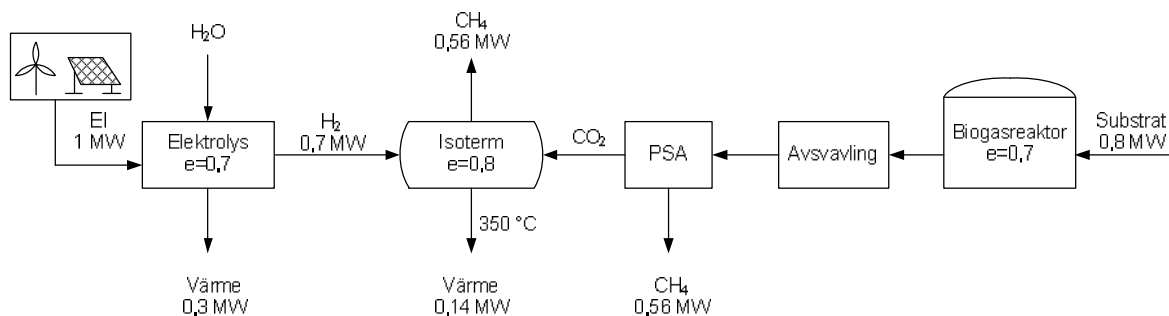 CH₄
0,56 MW
H₂O
El
1 MW
Elektrolys
e=0,7
H₂
0,7 MW
Isoterm
e=0,8
CO₂
PSA
Avsvavling
Biogasreaktor
e=0,7
Substrat
0,8 MW
350 °C
Värme
0,3 MW
Värme
0,14 MW
CH₄
0,56 MW